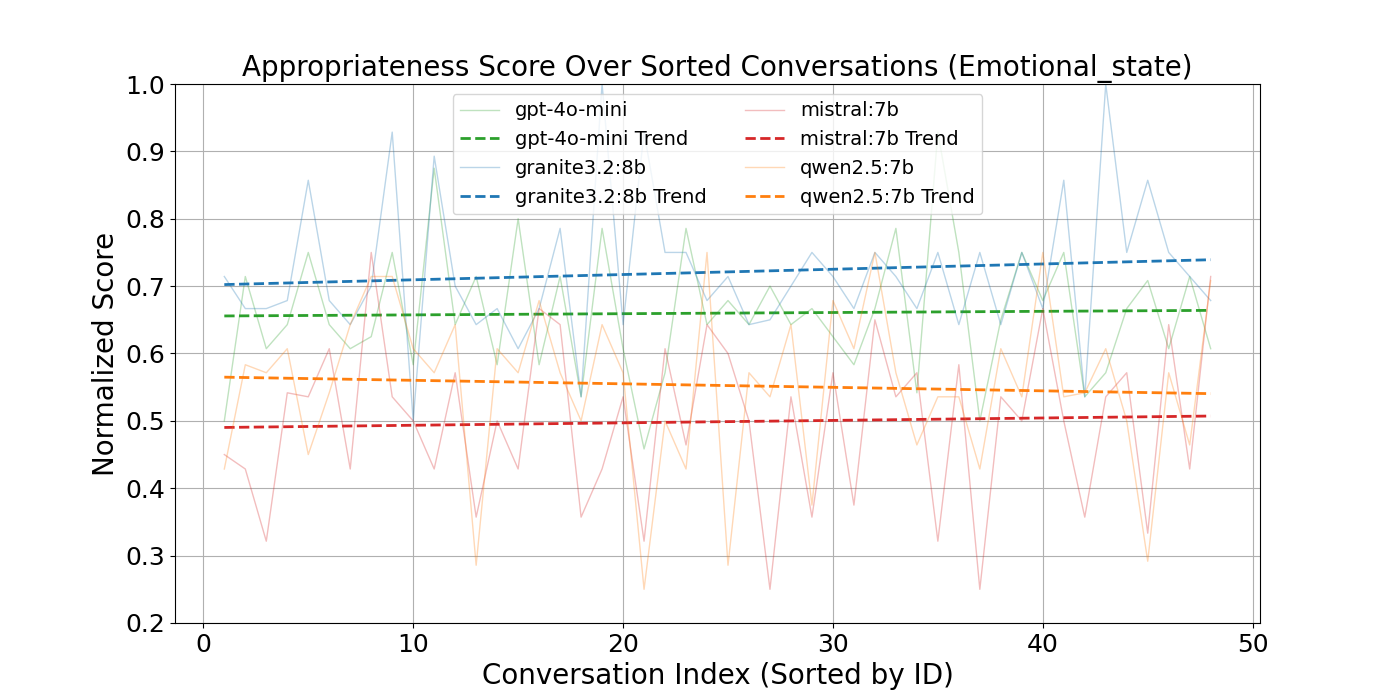 Appropriateness Score Over Sorted Conversations (Emotional_state)
Normalized Score
1.0
0.9
0.8
0.7
0.6
0.5
0.4
0.3
0.2
gpt-4o-mini
gpt-4o-mini Trend
granite3.2:8b
granite3.2:8b Trend
mistral:7b
mistral:7b Trend
qwen2.5:7b
qwen2.5:7b Trend
0 10 20 30 40 50
Conversation Index (Sorted by ID)